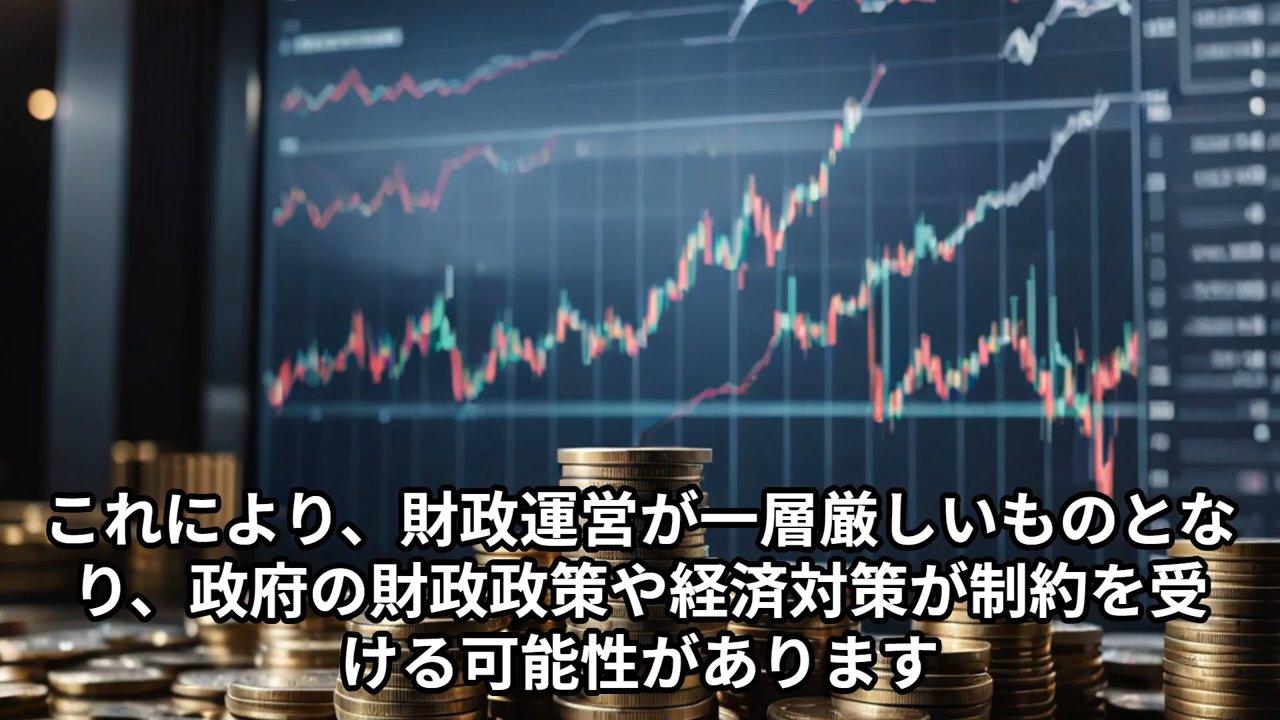 これにより、財政運営が一層厳しいものとな
り、政府の財政政策や経済対策が制約を受
ける可能性があります